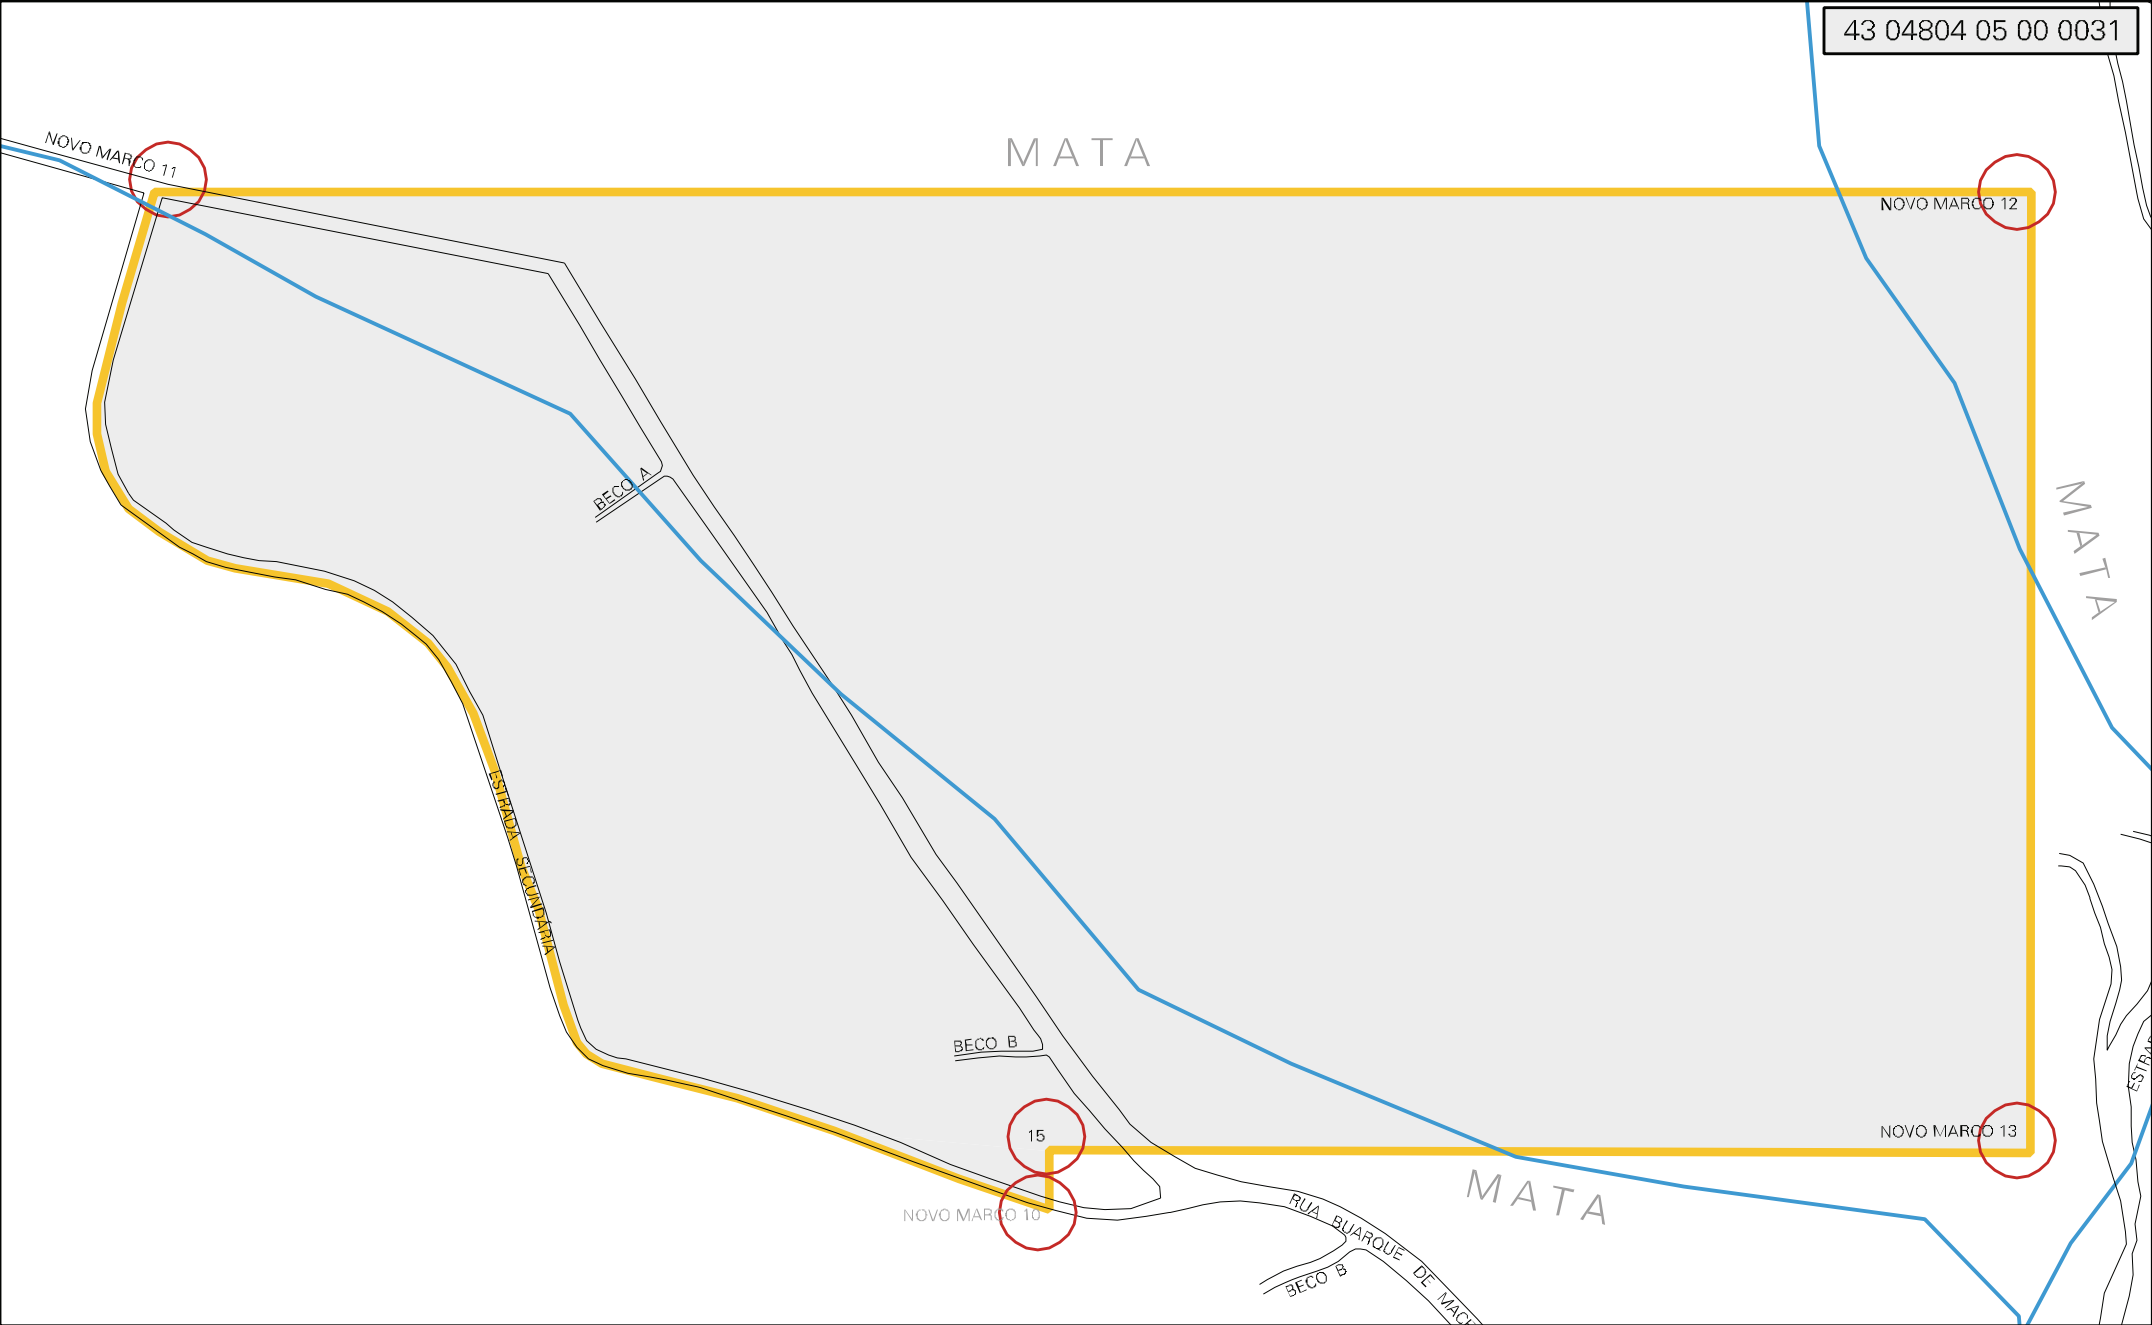 43 04804 05 00 0031
NOVO MARCO 11
MATA
NOVO MARCO 12
MATA
BECO A
ESTRADA SECUNDÁRIA
BECO B
15
NOVO MARCO 13
NOVO MARCO 10
MATA
RUA BUARQUE DE
BECO B